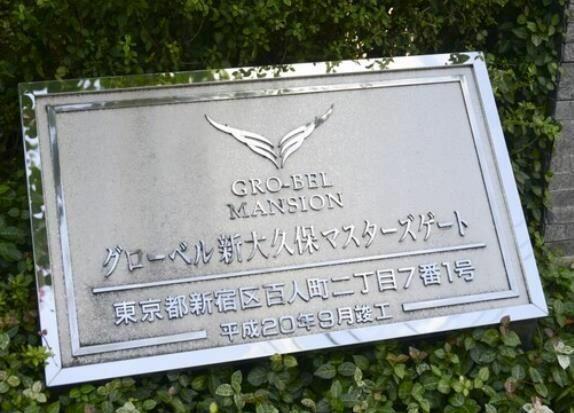 GRO-BEL
MANSION
グローベル新大久保マスターズゲート
東京都新宿区百人町二丁目7番1号
平成20年9月竣工